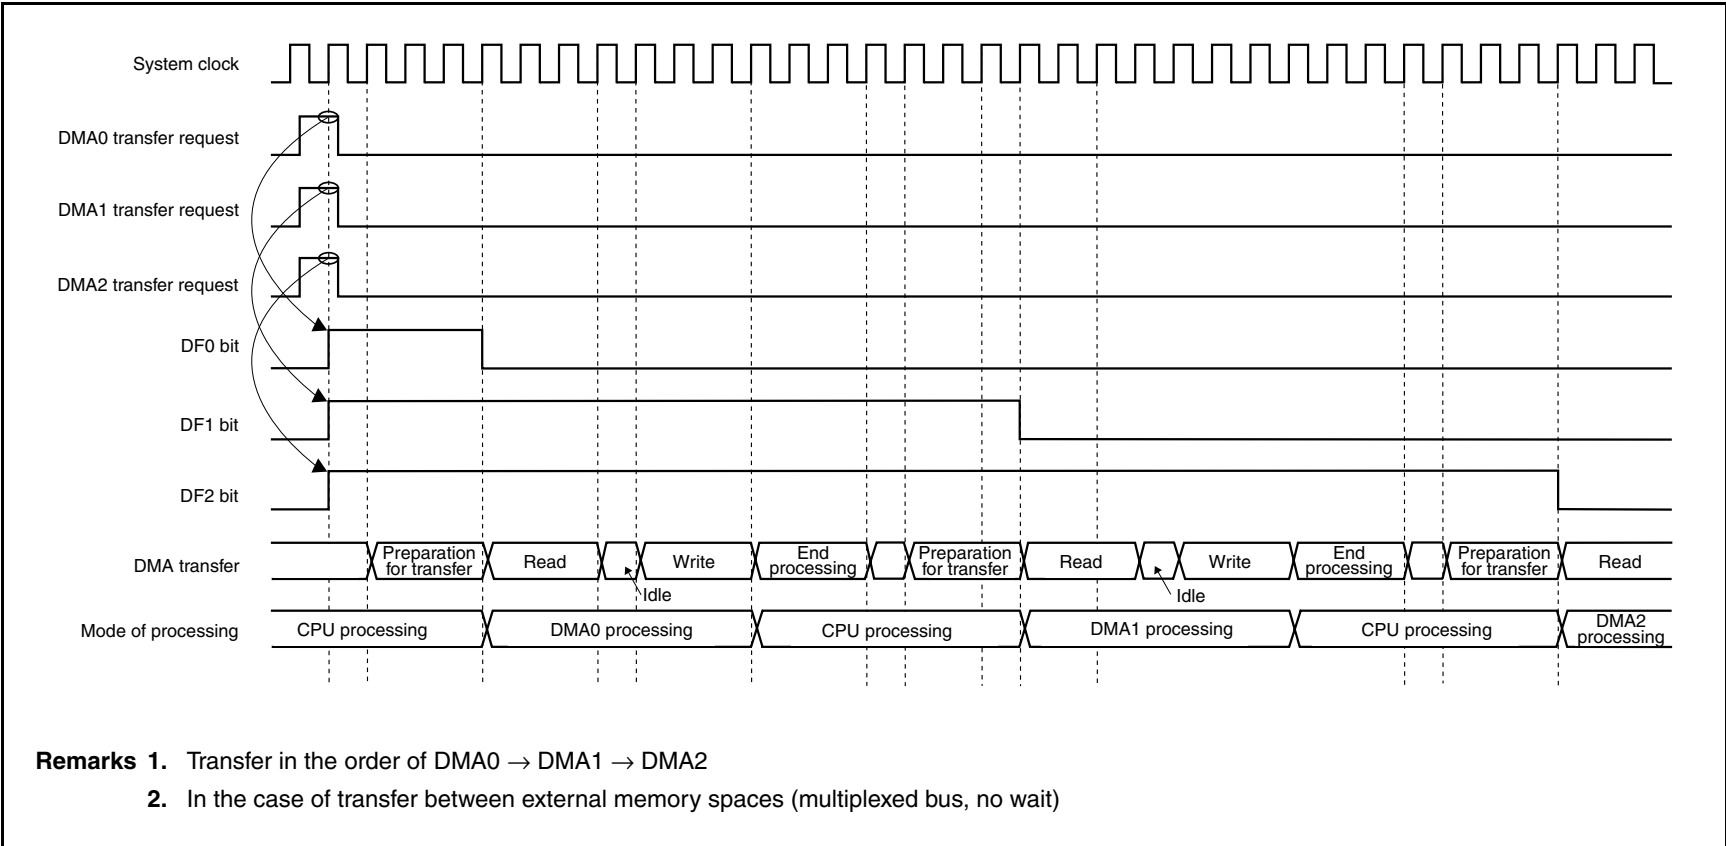 System clock
DMA0 transfer request
DMA1 transfer request
DMA2 transfer request
DF0 bit
DF1 bit
DF2 bit
DMA transfer
Preparation
for transfer
Read
Idle
Write
End
processing
Preparation
for transfer
Read
Idle
Write
End
processing
Preparation
for transfer
Read
Mode of processing
CPU processing
DMA0 processing
CPU processing
DMA1 processing
CPU processing
DMA2
processing
Remarks 1. Transfer in the order of DMA0 → DMA1 → DMA2
2. In the case of transfer between external memory spaces (multiplexed bus, no wait)